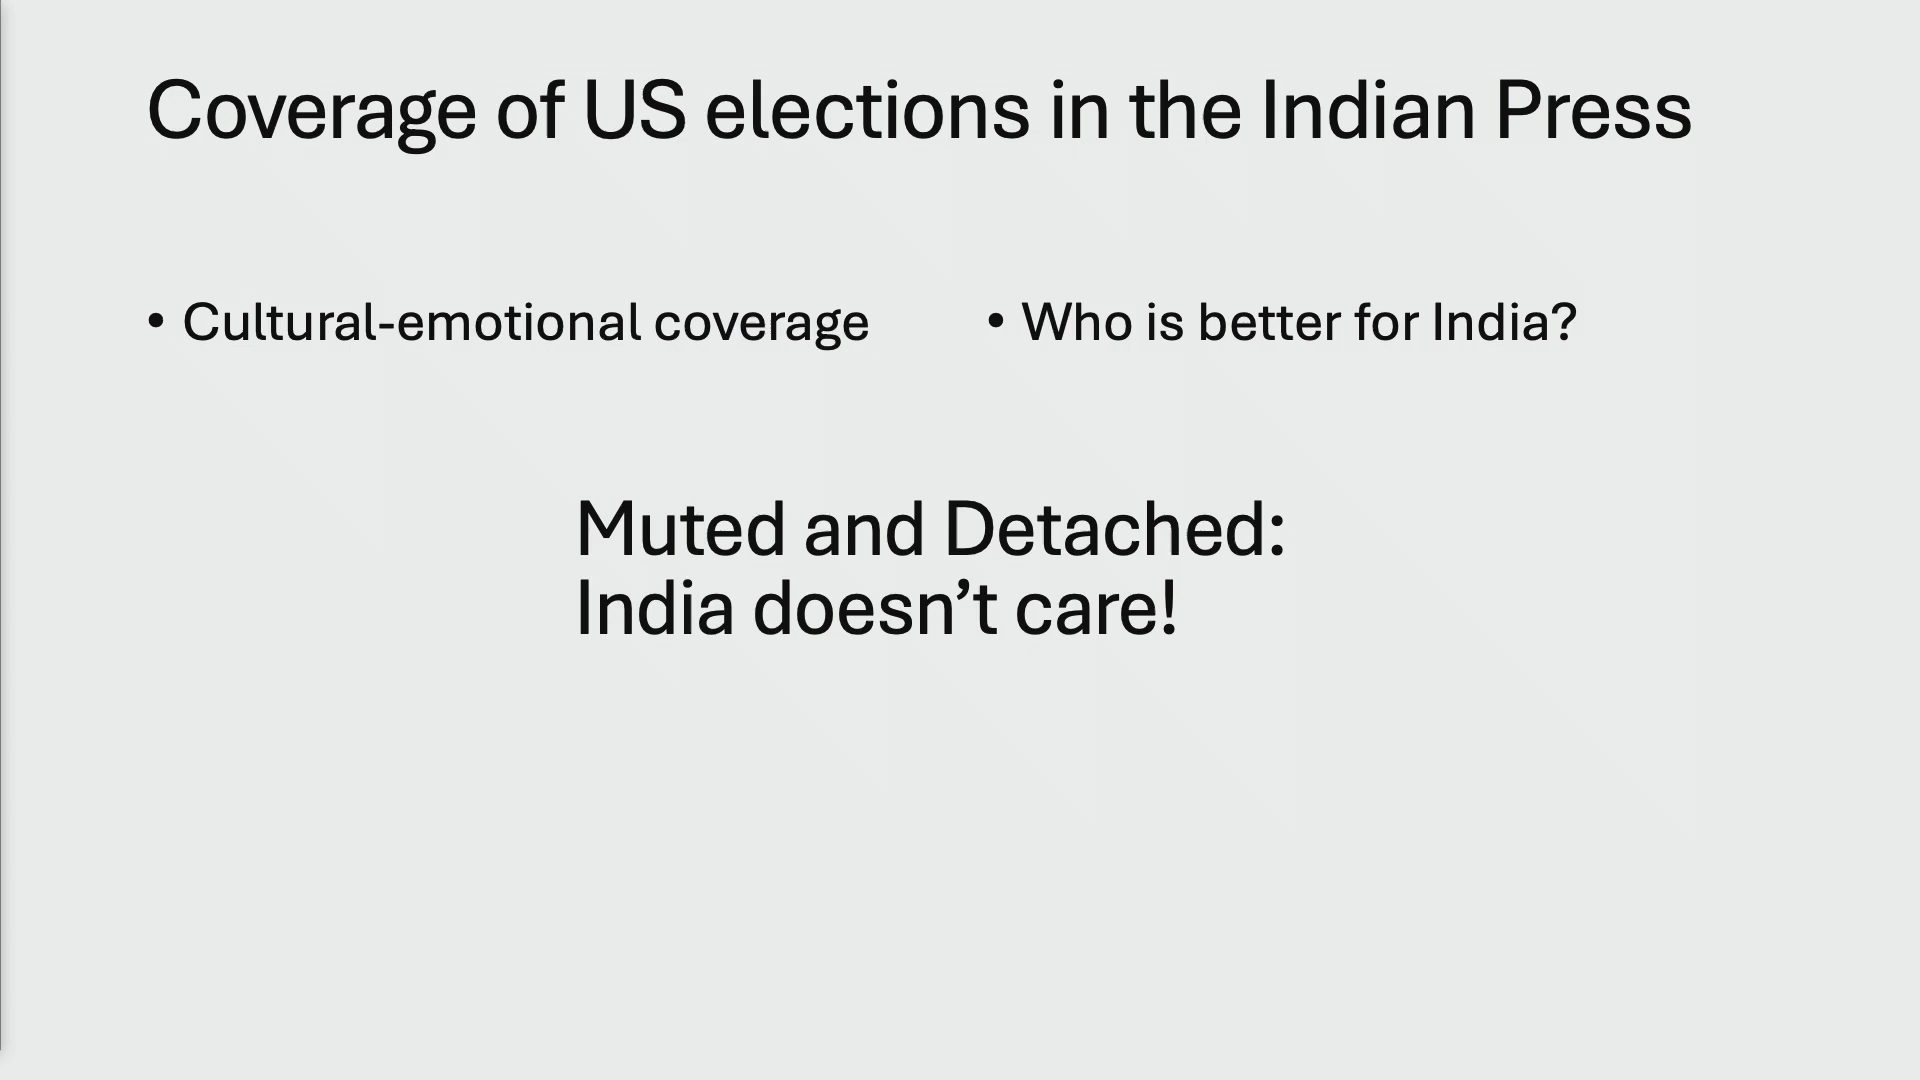 Coverage of US elections in the Indian Press
• Cultural-emotional coverage
• Who is better for India?
Muted and Detached:
India doesn’t care!